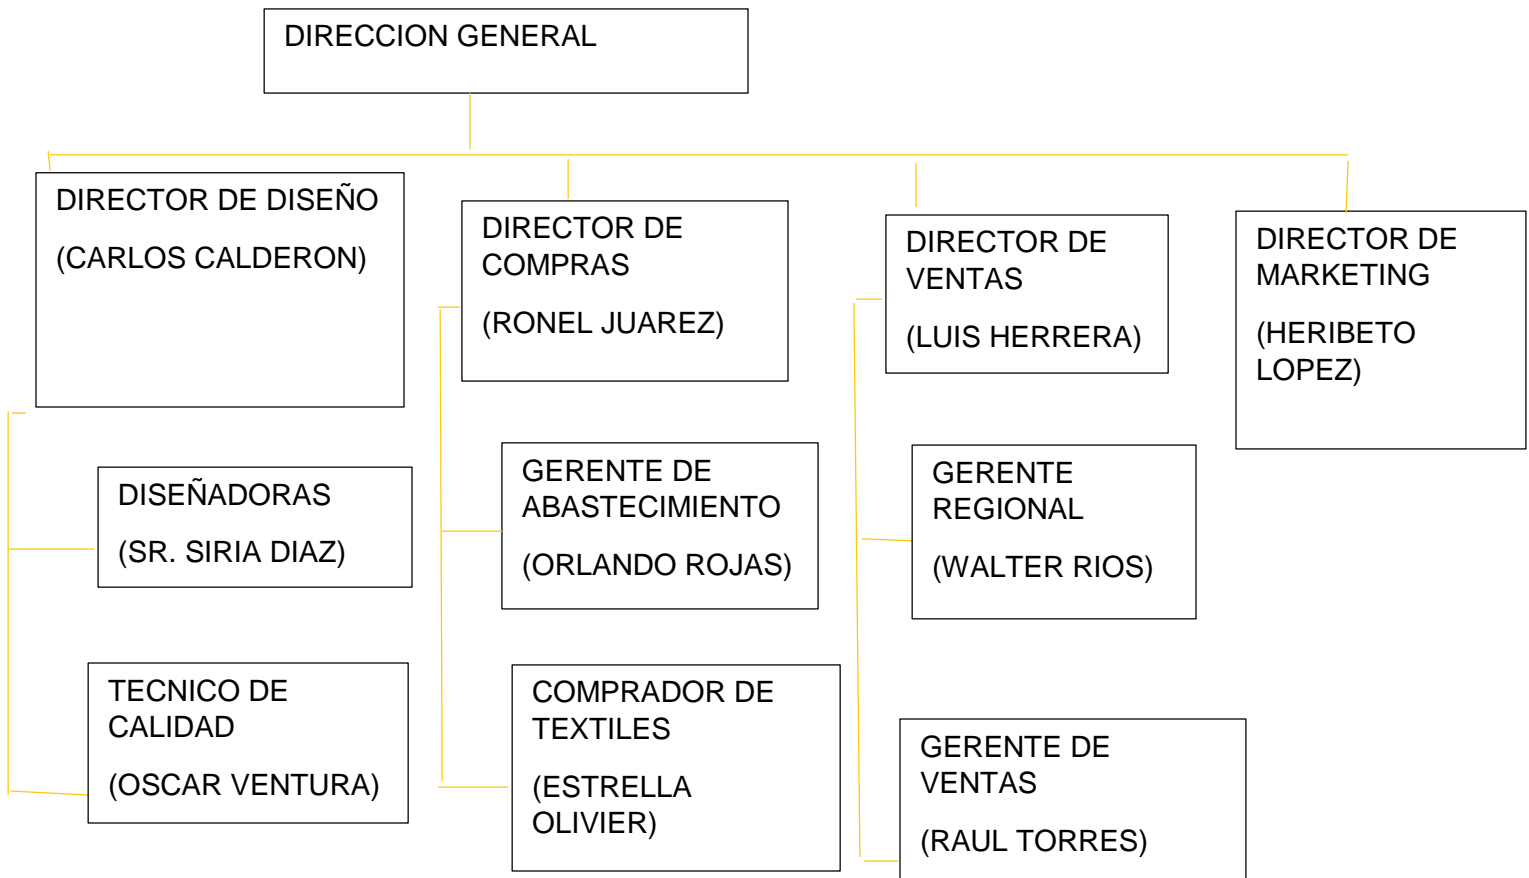 DIRECCION GENERAL
DIRECTOR DE DISEÑO
(CARLOS CALDERON)
DIRECTOR DE
COMPRAS
(RONEL JUAREZ)
DIRECTOR DE
VENTAS
(LUIS HERRERA)
DIRECTOR DE
MARKETING
(HERIBETO
LOPEZ)
DISEÑADORAS
(SR. SIRIA DIAZ)
GERENTE DE
ABASTECIMIENTO
(ORLANDO ROJAS)
GERENTE
REGIONAL
(WALTER RIOS)
TECNICO DE
CALIDAD
(OSCAR VENTURA)
COMPRADOR DE
TEXTILES
(ESTRELLA
OLIVIER)
GERENTE DE
VENTAS
(RAUL TORRES)